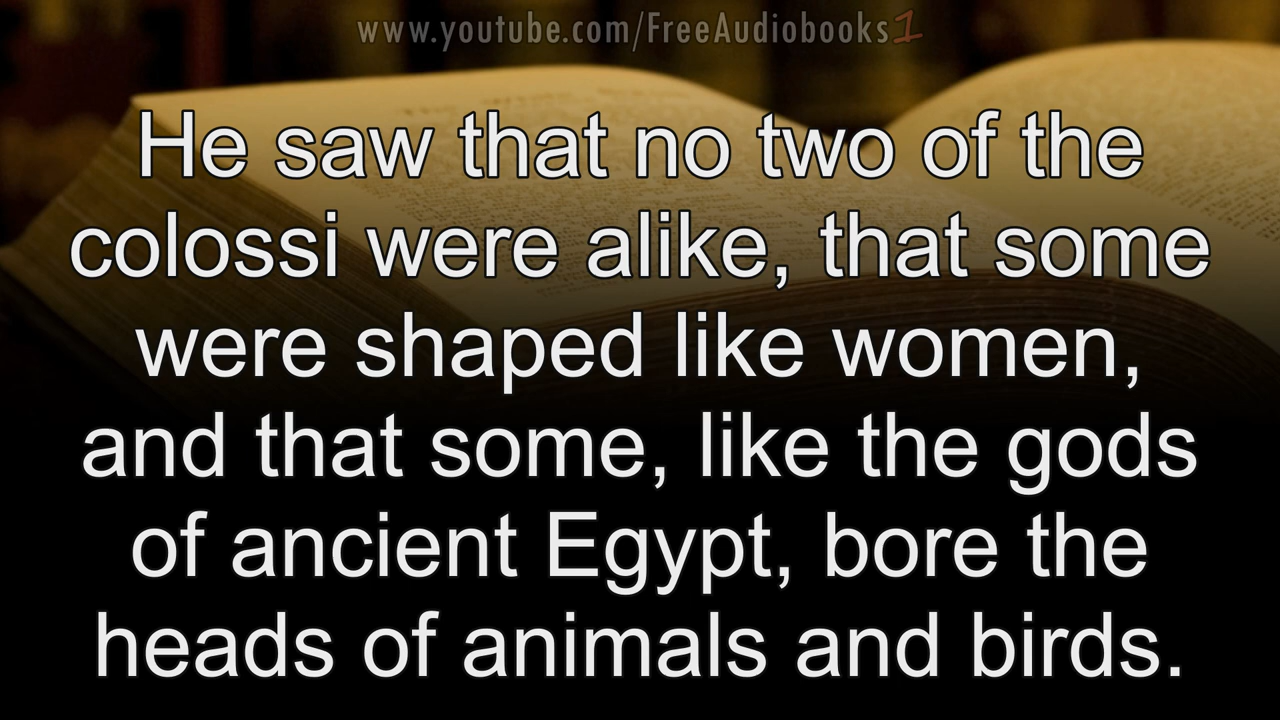 www.youtube.com/FreeAudiobooks1
He saw that no two of the
colossi were alike, that some
were shaped like women,
and that some, like the gods
of ancient Egypt, bore the
heads of animals and birds.